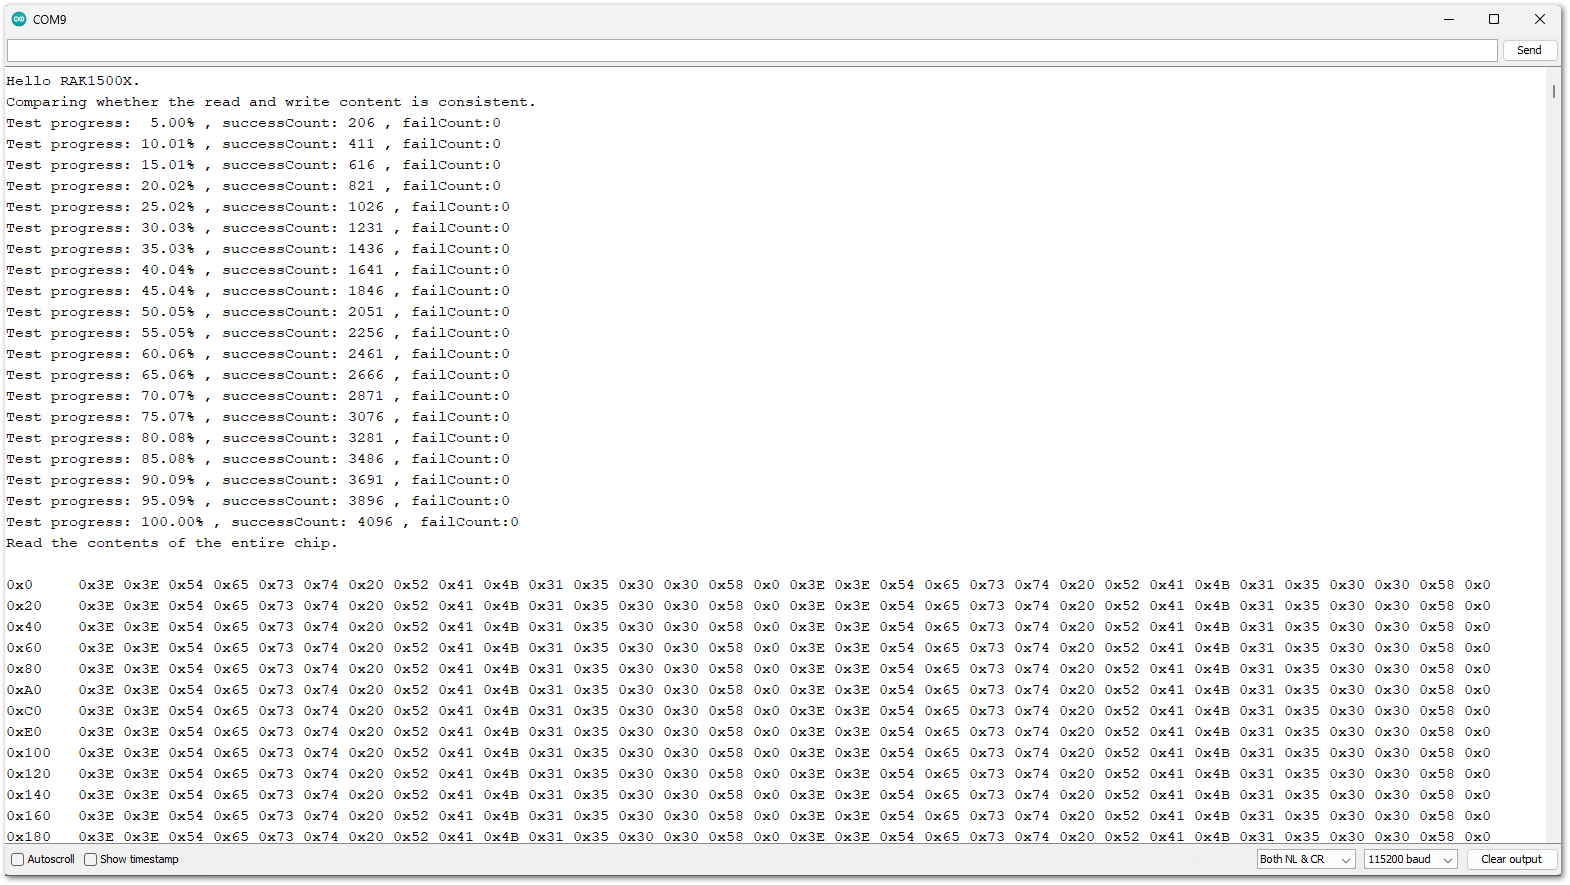 COM9
Send
Hello RAK1500X.
Comparing whether the read and write content is consistent.
Test progress:  5.00% , successCount: 206 , failCount:0
Test progress: 10.01% , successCount: 411 , failCount:0
Test progress: 15.01% , successCount: 616 , failCount:0
Test progress: 20.02% , successCount: 821 , failCount:0
Test progress: 25.02% , successCount: 1026 , failCount:0
Test progress: 30.03% , successCount: 1231 , failCount:0
Test progress: 35.03% , successCount: 1436 , failCount:0
Test progress: 40.04% , successCount: 1641 , failCount:0
Test progress: 45.04% , successCount: 1846 , failCount:0
Test progress: 50.05% , successCount: 2051 , failCount:0
Test progress: 55.05% , successCount: 2256 , failCount:0
Test progress: 60.06% , successCount: 2461 , failCount:0
Test progress: 65.06% , successCount: 2666 , failCount:0
Test progress: 70.07% , successCount: 2871 , failCount:0
Test progress: 75.07% , successCount: 3076 , failCount:0
Test progress: 80.08% , successCount: 3281 , failCount:0
Test progress: 85.08% , successCount: 3486 , failCount:0
Test progress: 90.09% , successCount: 3691 , failCount:0
Test progress: 95.09% , successCount: 3896 , failCount:0
Test progress: 100.00% , successCount: 4096 , failCount:0
Read the contents of the entire chip.
0x0 0x3E 0x3E 0x54 0x65 0x73 0x74 0x20 0x52 0x41 0x4B 0x31 0x35 0x30 0x30 0x58 0x0 0x3E 0x3E 0x54 0x65 0x73 0x74 0x20 0x52 0x41 0x4B 0x31 0x35 0x30 0x30 0x58 0x0
0x20 0x3E 0x3E 0x54 0x65 0x73 0x74 0x20 0x52 0x41 0x4B 0x31 0x35 0x30 0x30 0x58 0x0 0x3E 0x3E 0x54 0x65 0x73 0x74 0x20 0x52 0x41 0x4B 0x31 0x35 0x30 0x30 0x58 0x0
0x40 0x3E 0x3E 0x54 0x65 0x73 0x74 0x20 0x52 0x41 0x4B 0x31 0x35 0x30 0x30 0x58 0x0 0x3E 0x3E 0x54 0x65 0x73 0x74 0x20 0x52 0x41 0x4B 0x31 0x35 0x30 0x30 0x58 0x0
0x60 0x3E 0x3E 0x54 0x65 0x73 0x74 0x20 0x52 0x41 0x4B 0x31 0x35 0x30 0x30 0x58 0x0 0x3E 0x3E 0x54 0x65 0x73 0x74 0x20 0x52 0x41 0x4B 0x31 0x35 0x30 0x30 0x58 0x0
0x80 0x3E 0x3E 0x54 0x65 0x73 0x74 0x20 0x52 0x41 0x4B 0x31 0x35 0x30 0x30 0x58 0x0 0x3E 0x3E 0x54 0x65 0x73 0x74 0x20 0x52 0x41 0x4B 0x31 0x35 0x30 0x30 0x58 0x0
0xA0 0x3E 0x3E 0x54 0x65 0x73 0x74 0x20 0x52 0x41 0x4B 0x31 0x35 0x30 0x30 0x58 0x0 0x3E 0x3E 0x54 0x65 0x73 0x74 0x20 0x52 0x41 0x4B 0x31 0x35 0x30 0x30 0x58 0x0
0xC0 0x3E 0x3E 0x54 0x65 0x73 0x74 0x20 0x52 0x41 0x4B 0x31 0x35 0x30 0x30 0x58 0x0 0x3E 0x3E 0x54 0x65 0x73 0x74 0x20 0x52 0x41 0x4B 0x31 0x35 0x30 0x30 0x58 0x0
0xE0 0x3E 0x3E 0x54 0x65 0x73 0x74 0x20 0x52 0x41 0x4B 0x31 0x35 0x30 0x30 0x58 0x0 0x3E 0x3E 0x54 0x65 0x73 0x74 0x20 0x52 0x41 0x4B 0x31 0x35 0x30 0x30 0x58 0x0
0x100 0x3E 0x3E 0x54 0x65 0x73 0x74 0x20 0x52 0x41 0x4B 0x31 0x35 0x30 0x30 0x58 0x0 0x3E 0x3E 0x54 0x65 0x73 0x74 0x20 0x52 0x41 0x4B 0x31 0x35 0x30 0x30 0x58 0x0
0x120 0x3E 0x3E 0x54 0x65 0x73 0x74 0x20 0x52 0x41 0x4B 0x31 0x35 0x30 0x30 0x58 0x0 0x3E 0x3E 0x54 0x65 0x73 0x74 0x20 0x52 0x41 0x4B 0x31 0x35 0x30 0x30 0x58 0x0
0x140 0x3E 0x3E 0x54 0x65 0x73 0x74 0x20 0x52 0x41 0x4B 0x31 0x35 0x30 0x30 0x58 0x0 0x3E 0x3E 0x54 0x65 0x73 0x74 0x20 0x52 0x41 0x4B 0x31 0x35 0x30 0x30 0x58 0x0
0x160 0x3E 0x3E 0x54 0x65 0x73 0x74 0x20 0x52 0x41 0x4B 0x31 0x35 0x30 0x30 0x58 0x0 0x3E 0x3E 0x54 0x65 0x73 0x74 0x20 0x52 0x41 0x4B 0x31 0x35 0x30 0x30 0x58 0x0
0x180 0x3E 0x3E 0x54 0x65 0x73 0x74 0x20 0x52 0x41 0x4B 0x31 0x35 0x30 0x30 0x58 0x0 0x3E 0x3E 0x54 0x65 0x73 0x74 0x20 0x52 0x41 0x4B 0x31 0x35 0x30 0x30 0x58 0x0
Autoscroll Show timestamp Both NL & CR 115200 baud Clear output